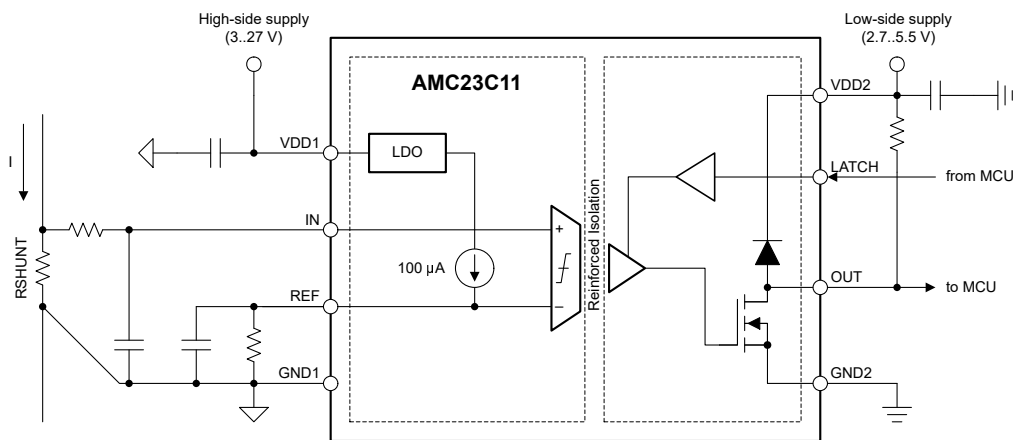 High-side supply
(3..27 V)
Low-side supply
(2.7..5.5 V)
AMC23C11
VDD1
LDO
VDD2
LATCH
from MCU
I
IN
+
100 µA
RSHUNT
REF
−
Reinforced Isolation
OUT
to MCU
GND1
GND2